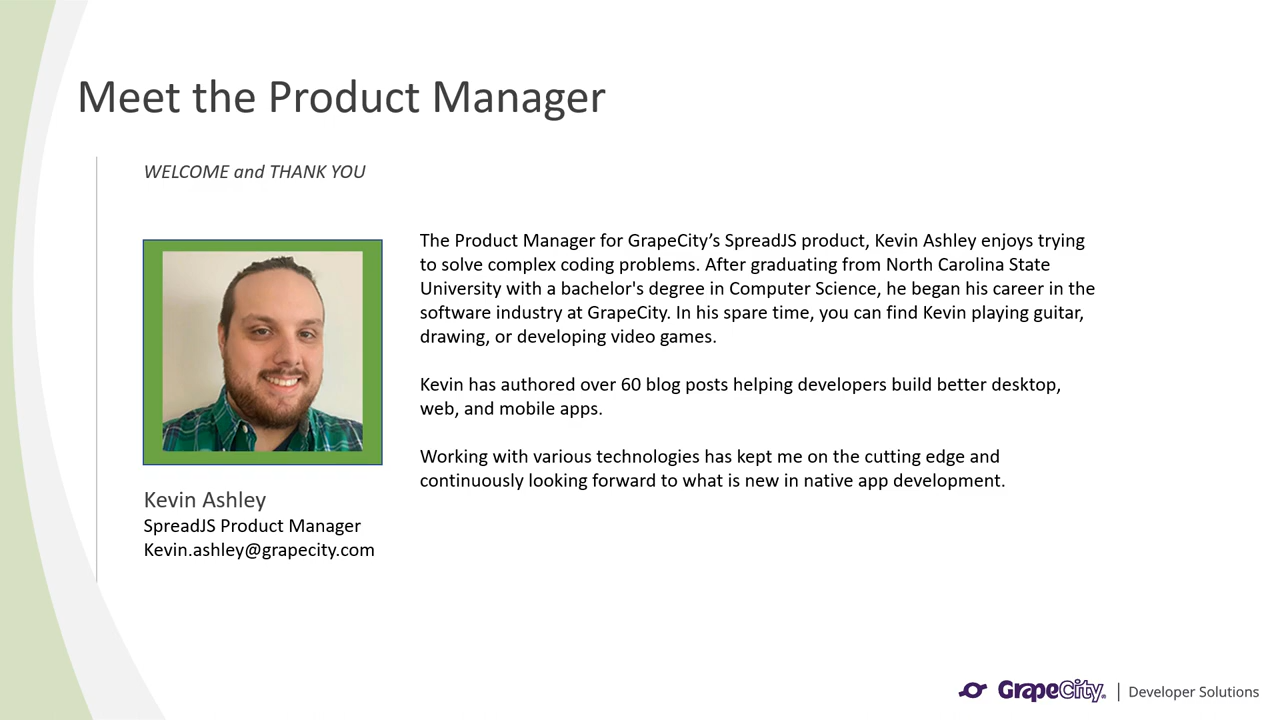 Meet the Product Manager
WELCOME and THANK YOU
The Product Manager for GrapeCity’s SpreadJS product, Kevin Ashley enjoys trying
to solve complex coding problems. After graduating from North Carolina State
University with a bachelor's degree in Computer Science, he began his career in the
software industry at GrapeCity. In his spare time, you can find Kevin playing guitar,
drawing, or developing video games.
Kevin has authored over 60 blog posts helping developers build better desktop,
web, and mobile apps.
Working with various technologies has kept me on the cutting edge and
continuously looking forward to what is new in native app development.
Kevin Ashley
SpreadJS Product Manager
Kevin.ashley@grapecity.com
GrapeCity® | Developer Solutions